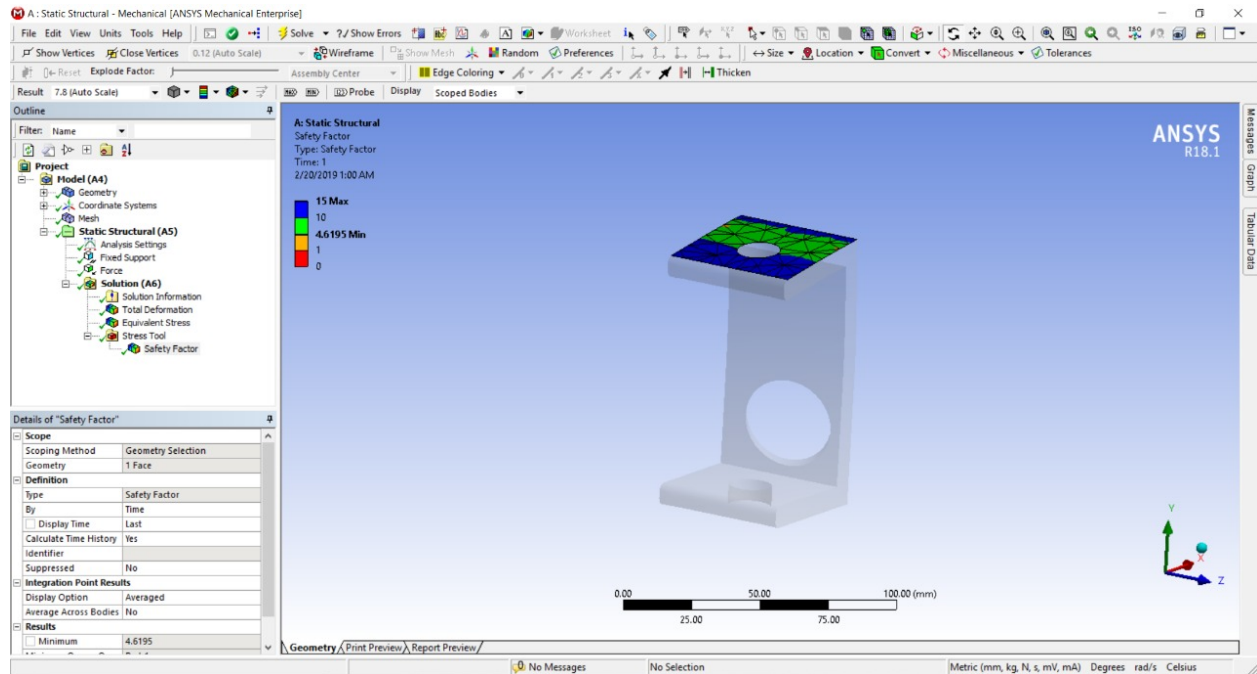 A : Static Structural - Mechanical [ANSYS Mechanical Enterprise]
File Edit View Units Tools Help Solve ?/ Show Errors Worksheet
Show Vertices Close Vertices 0.12 (Auto Scale) Wireframe Show Mesh Random Preferences Size Location Convert Miscellaneous Tolerances
Reset Explode Factor: Assembly Center Edge Coloring Thicken
Result 7.8 (Auto Scale) Probe Display Scoped Bodies
Outline
Filter: Name
Project
Model (A4)
Geometry
Coordinate Systems
Mesh
Static Structural (A5)
Analysis Settings
Fixed Support
Force
Solution (A6)
Solution Information
Total Deformation
Equivalent Stress
Stress Tool
Safety Factor
Details of "Safety Factor"
Scope
Scoping Method Geometry Selection
Geometry 1 Face
Definition
Type Safety Factor
By Time
Display Time Last
Calculate Time History Yes
Identifier
Suppressed No
Integration Point Results
Display Option Averaged
Average Across Bodies No
Results
Minimum 4.6195
A: Static Structural
Safety Factor
Type: Safety Factor
Time: 1
2/20/2019 1:00 AM
15 Max
10
4.6195 Min
1
0
ANSYS
R18.1
Y
X
Z
0.00 50.00 100.00 (mm)
25.00 75.00
Geometry Print Preview Report Preview
Messages
Graph
Tabular Data
No Messages No Selection Metric (mm, kg, N, s, mV, mA) Degrees rad/s Celsius